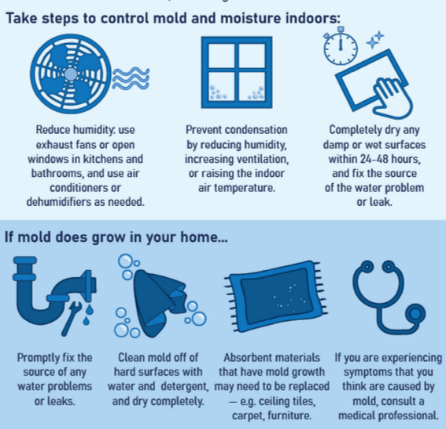 Take steps to control mold and moisture indoors:
Reduce humidity: use
exhaust fans or open
windows in kitchens and
bathrooms, and use air
conditioners or
dehumidifiers as needed.
Prevent condensation
by reducing humidity,
increasing ventilation,
or raising the indoor
air temperature.
Completely dry any
damp or wet surfaces
within 24-48 hours,
and fix the source
of the water problem
or leak.
If mold does grow in your home...
Promptly fix the
source of any
water problems
or leaks.
Clean mold off of
hard surfaces with
water and detergent,
and dry completely.
Absorbent materials
that have mold growth
may need to be replaced
— e.g. ceiling tiles,
carpet, furniture.
If you are experiencing
symptoms that you
think are caused by
mold, consult a
medical professional.